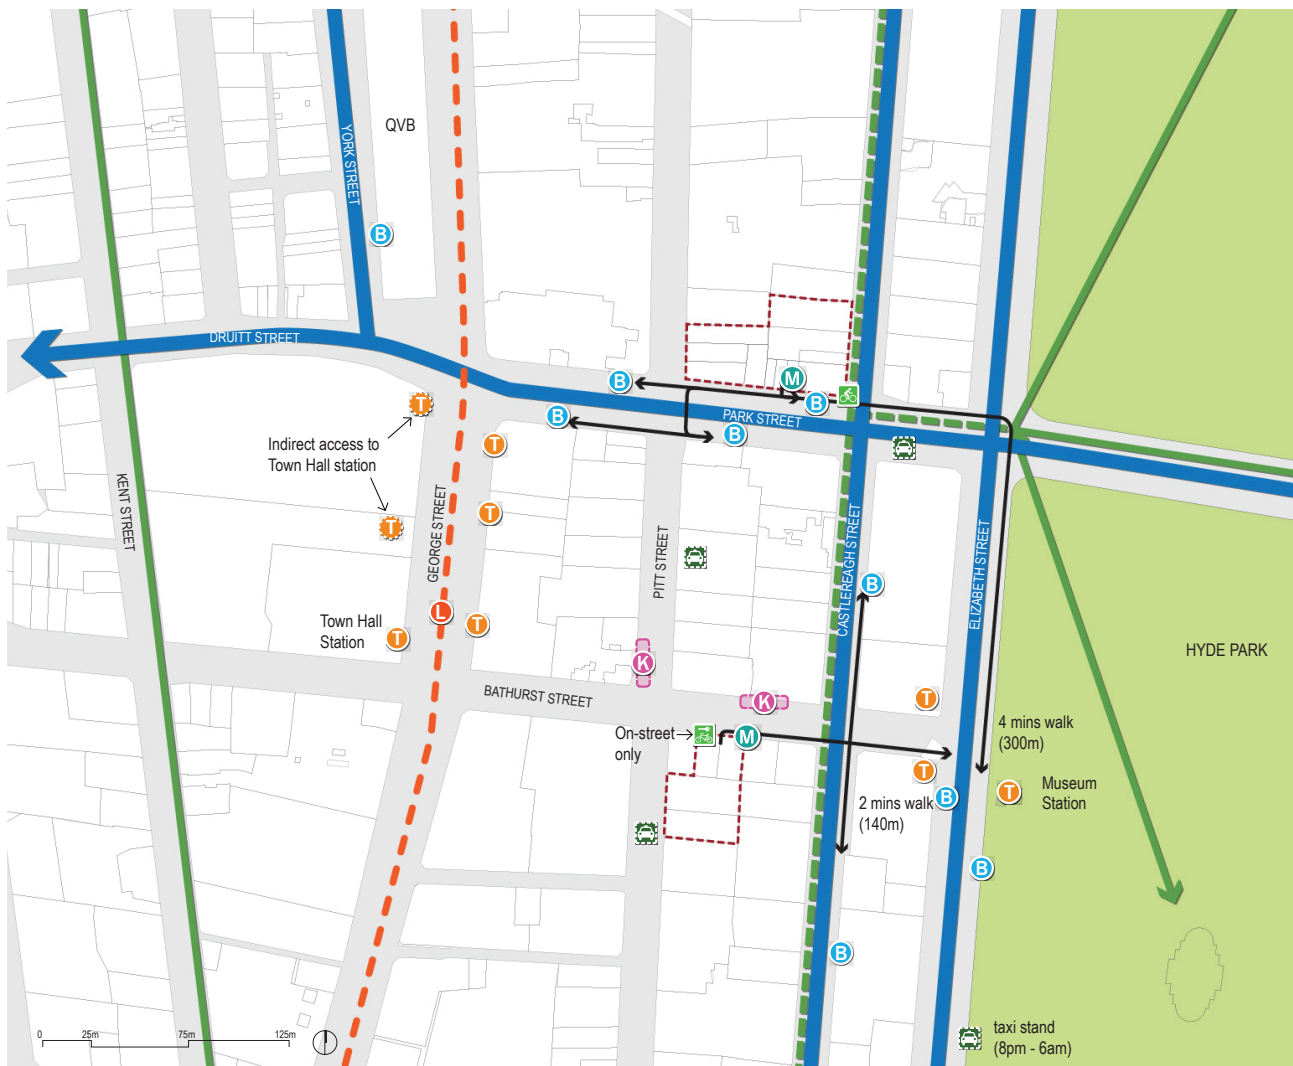 QVB
YORK STREET
B
DRUITT STREET
B
M
B
T
B
PARK STREET
B
Indirect access to
Town Hall station
T
KENT STREET
T
T
GEORGE STREET
PITT STREET
CASTLEREAGH STREET
B
ELIZABETH STREET
L
Town Hall
Station
T
T
HYDE PARK
K
BATHURST STREET
K
T
On-street
only
M
4 mins walk
(300m)
T
2 mins walk
(140m)
B
T
Museum
Station
B
B
taxi stand
(8pm - 6am)
0
25m
75m
125m